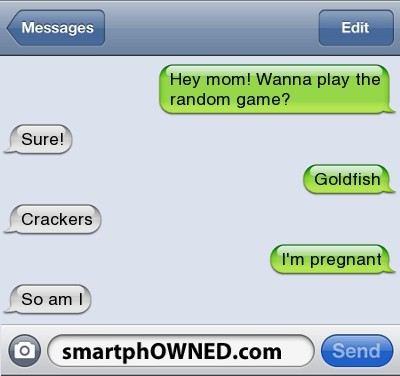 Messages
Edit
Hey mom! Wanna play the
random game?
Sure!
Goldfish
Crackers
I'm pregnant
So am I
smartphOWNED.com
Send